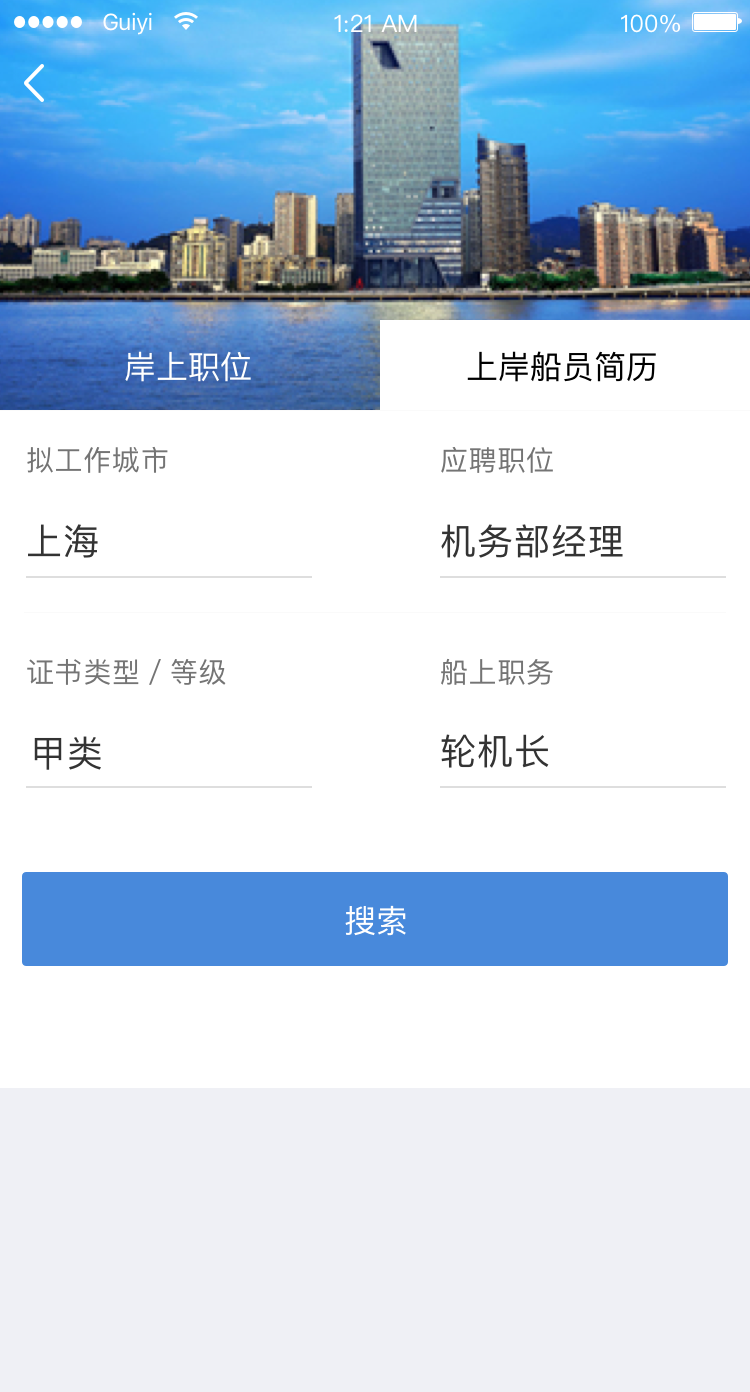 Guiyi 1:21 AM 100%
岸上职位 上岸船员简历
拟工作城市 应聘职位
上海 机务部经理
证书类型 / 等级 船上职务
甲类 轮机长
搜索